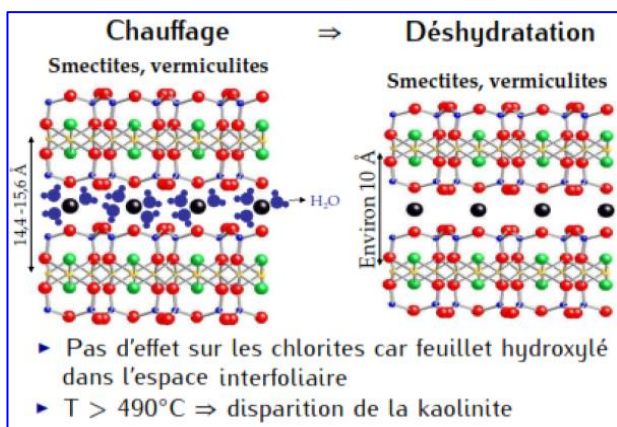 Chauffage ⇒ Déshydratation
Smectites, vermiculites
Smectites, vermiculites
14,4 -15,6 Å
H₂O
Environ 10 Å
► Pas d'effet sur les chlorites car feuillet hydroxylé
dans l'espace interfoliaire
► T > 490°C ⇒ disparition de la kaolinite